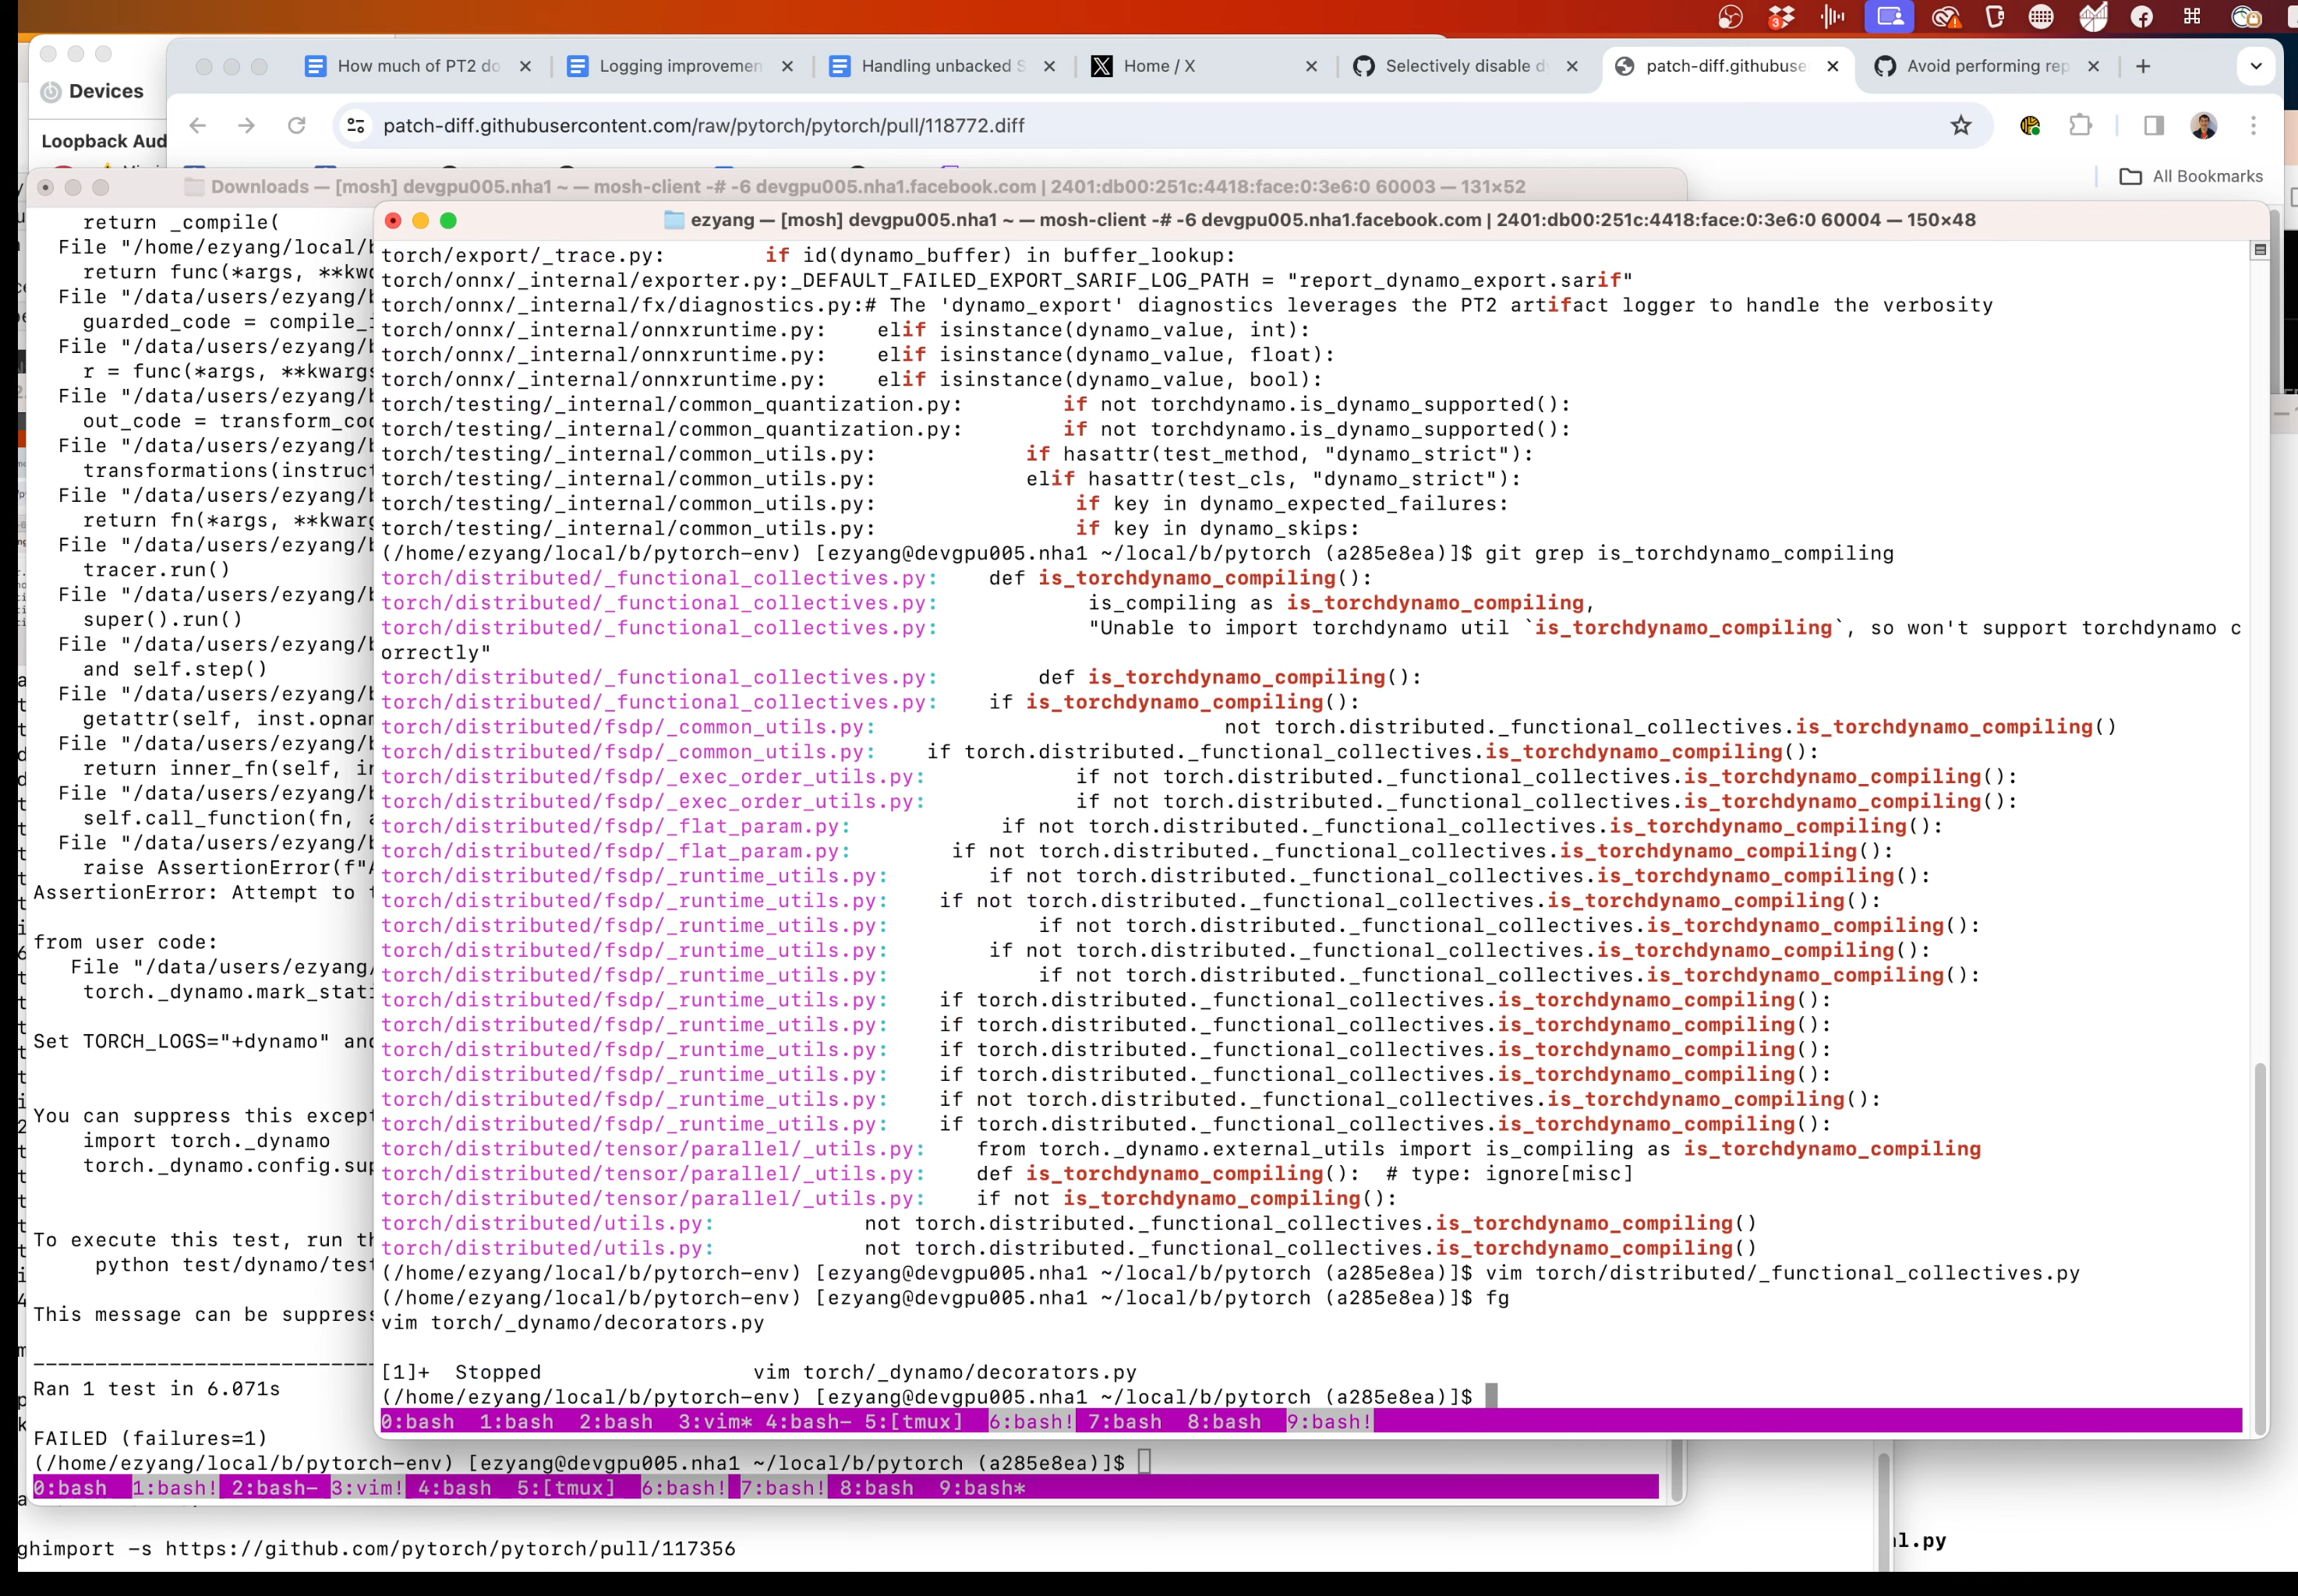 How much of PT2 do
Logging improvemen
Handling unbacked S
Home / X
Selectively disable d
patch-diff.githubuse
Avoid performing rep
Devices
patch-diff.githubusercontent.com/raw/pytorch/pytorch/pull/118772.diff
Loopback Aud
All Bookmarks
Downloads — [mosh] devgpu005.nha1 ~ — mosh-client -# -6 devgpu005.nha1.facebook.com | 2401:db00:251c:4418:face:0:3e6:0 60003 — 131×52
return _compile(
File "/home/ezyang/local/b
return func(*args, **kwo
File "/data/users/ezyang/b
guarded_code = compile_i
File "/data/users/ezyang/b
r = func(*args, **kwargs
File "/data/users/ezyang/b
out_code = transform_cod
File "/data/users/ezyang/b
transformations(instruct
File "/data/users/ezyang/b
return fn(*args, **kwarg
File "/data/users/ezyang/b
tracer.run()
File "/data/users/ezyang/b
super().run()
File "/data/users/ezyang/b
and self.step()
File "/data/users/ezyang/b
getattr(self, inst.opnam
File "/data/users/ezyang/b
return inner_fn(self, in
File "/data/users/ezyang/b
self.call_function(fn, a
File "/data/users/ezyang/b
raise AssertionError(f"A
AssertionError: Attempt to t
from user code:
File "/data/users/ezyang/
torch._dynamo.mark_stati
Set TORCH_LOGS="+dynamo" and
You can suppress this except
import torch._dynamo
torch._dynamo.config.sup
To execute this test, run th
python test/dynamo/test
This message can be suppress
Ran 1 test in 6.071s
FAILED (failures=1)
(/home/ezyang/local/b/pytorch-env) [ezyang@devgpu005.nha1 ~/local/b/pytorch (a285e8ea)]$
0:bash 1:bash! 2:bash- 3:vim! 4:bash 5:[tmux] 6:bash! 7:bash! 8:bash 9:bash*
ghimport -s https://github.com/pytorch/pytorch/pull/117356
al.py
ezyang — [mosh] devgpu005.nha1 ~ — mosh-client -# -6 devgpu005.nha1.facebook.com | 2401:db00:251c:4418:face:0:3e6:0 60004 — 150×48
torch/export/_trace.py: if id(dynamo_buffer) in buffer_lookup:
torch/onnx/_internal/exporter.py:_DEFAULT_FAILED_EXPORT_SARIF_LOG_PATH = "report_dynamo_export.sarif"
torch/onnx/_internal/fx/diagnostics.py:# The 'dynamo_export' diagnostics leverages the PT2 artifact logger to handle the verbosity
torch/onnx/_internal/onnxruntime.py: elif isinstance(dynamo_value, int):
torch/onnx/_internal/onnxruntime.py: elif isinstance(dynamo_value, float):
torch/onnx/_internal/onnxruntime.py: elif isinstance(dynamo_value, bool):
torch/testing/_internal/common_quantization.py: if not torchdynamo.is_dynamo_supported():
torch/testing/_internal/common_quantization.py: if not torchdynamo.is_dynamo_supported():
torch/testing/_internal/common_utils.py: if hasattr(test_method, "dynamo_strict"):
torch/testing/_internal/common_utils.py: elif hasattr(test_cls, "dynamo_strict"):
torch/testing/_internal/common_utils.py: if key in dynamo_expected_failures:
torch/testing/_internal/common_utils.py: if key in dynamo_skips:
(/home/ezyang/local/b/pytorch-env) [ezyang@devgpu005.nha1 ~/local/b/pytorch (a285e8ea)]$ git grep is_torchdynamo_compiling
torch/distributed/_functional_collectives.py: def is_torchdynamo_compiling():
torch/distributed/_functional_collectives.py: is_compiling as is_torchdynamo_compiling,
torch/distributed/_functional_collectives.py: "Unable to import torchdynamo util `is_torchdynamo_compiling`, so won't support torchdynamo c
orrectly"
torch/distributed/_functional_collectives.py: def is_torchdynamo_compiling():
torch/distributed/_functional_collectives.py: if is_torchdynamo_compiling():
torch/distributed/fsdp/_common_utils.py: not torch.distributed._functional_collectives.is_torchdynamo_compiling()
torch/distributed/fsdp/_common_utils.py: if torch.distributed._functional_collectives.is_torchdynamo_compiling():
torch/distributed/fsdp/_exec_order_utils.py: if not torch.distributed._functional_collectives.is_torchdynamo_compiling():
torch/distributed/fsdp/_exec_order_utils.py: if not torch.distributed._functional_collectives.is_torchdynamo_compiling():
torch/distributed/fsdp/_flat_param.py: if not torch.distributed._functional_collectives.is_torchdynamo_compiling():
torch/distributed/fsdp/_flat_param.py: if not torch.distributed._functional_collectives.is_torchdynamo_compiling():
torch/distributed/fsdp/_runtime_utils.py: if not torch.distributed._functional_collectives.is_torchdynamo_compiling():
torch/distributed/fsdp/_runtime_utils.py: if not torch.distributed._functional_collectives.is_torchdynamo_compiling():
torch/distributed/fsdp/_runtime_utils.py: if not torch.distributed._functional_collectives.is_torchdynamo_compiling():
torch/distributed/fsdp/_runtime_utils.py: if not torch.distributed._functional_collectives.is_torchdynamo_compiling():
torch/distributed/fsdp/_runtime_utils.py: if not torch.distributed._functional_collectives.is_torchdynamo_compiling():
torch/distributed/fsdp/_runtime_utils.py: if torch.distributed._functional_collectives.is_torchdynamo_compiling():
torch/distributed/fsdp/_runtime_utils.py: if torch.distributed._functional_collectives.is_torchdynamo_compiling():
torch/distributed/fsdp/_runtime_utils.py: if torch.distributed._functional_collectives.is_torchdynamo_compiling():
torch/distributed/fsdp/_runtime_utils.py: if torch.distributed._functional_collectives.is_torchdynamo_compiling():
torch/distributed/fsdp/_runtime_utils.py: if not torch.distributed._functional_collectives.is_torchdynamo_compiling():
torch/distributed/fsdp/_runtime_utils.py: if torch.distributed._functional_collectives.is_torchdynamo_compiling():
torch/distributed/tensor/parallel/_utils.py: from torch._dynamo.external_utils import is_compiling as is_torchdynamo_compiling
torch/distributed/tensor/parallel/_utils.py: def is_torchdynamo_compiling(): # type: ignore[misc]
torch/distributed/tensor/parallel/_utils.py: if not is_torchdynamo_compiling():
torch/distributed/utils.py: not torch.distributed._functional_collectives.is_torchdynamo_compiling()
torch/distributed/utils.py: not torch.distributed._functional_collectives.is_torchdynamo_compiling()
(/home/ezyang/local/b/pytorch-env) [ezyang@devgpu005.nha1 ~/local/b/pytorch (a285e8ea)]$ vim torch/distributed/_functional_collectives.py
(/home/ezyang/local/b/pytorch-env) [ezyang@devgpu005.nha1 ~/local/b/pytorch (a285e8ea)]$ fg
vim torch/_dynamo/decorators.py
[1]+ Stopped vim torch/_dynamo/decorators.py
(/home/ezyang/local/b/pytorch-env) [ezyang@devgpu005.nha1 ~/local/b/pytorch (a285e8ea)]$
0:bash 1:bash 2:bash 3:vim* 4:bash- 5:[tmux] 6:bash! 7:bash 8:bash 9:bash!